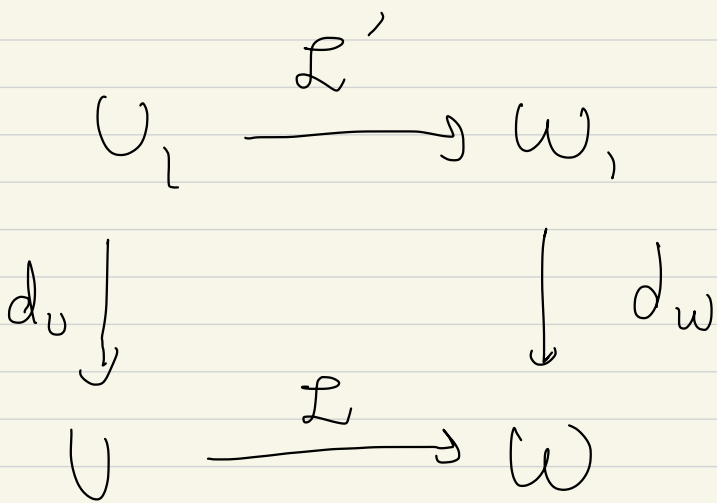 ℒ′
U₁ ⟶ W₁
d_U ↓ ↓ d_W
ℒ
U ⟶ W